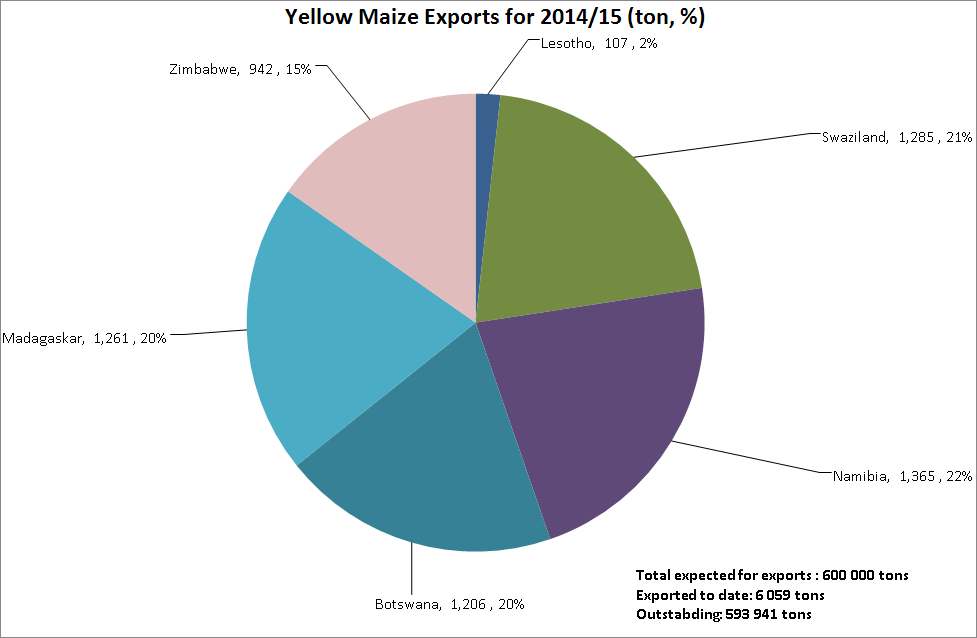 Yellow Maize Exports for 2014/15 (ton, %)
Lesotho, 107 , 2%
Zimbabwe, 942 , 15%
Swaziland, 1,285 , 21%
Madagaskar, 1,261 , 20%
Namibia, 1,365 , 22%
Botswana, 1,206 , 20%
Total expected for exports : 600 000 tons
Exported to date: 6 059 tons
Outstabding: 593 941 tons